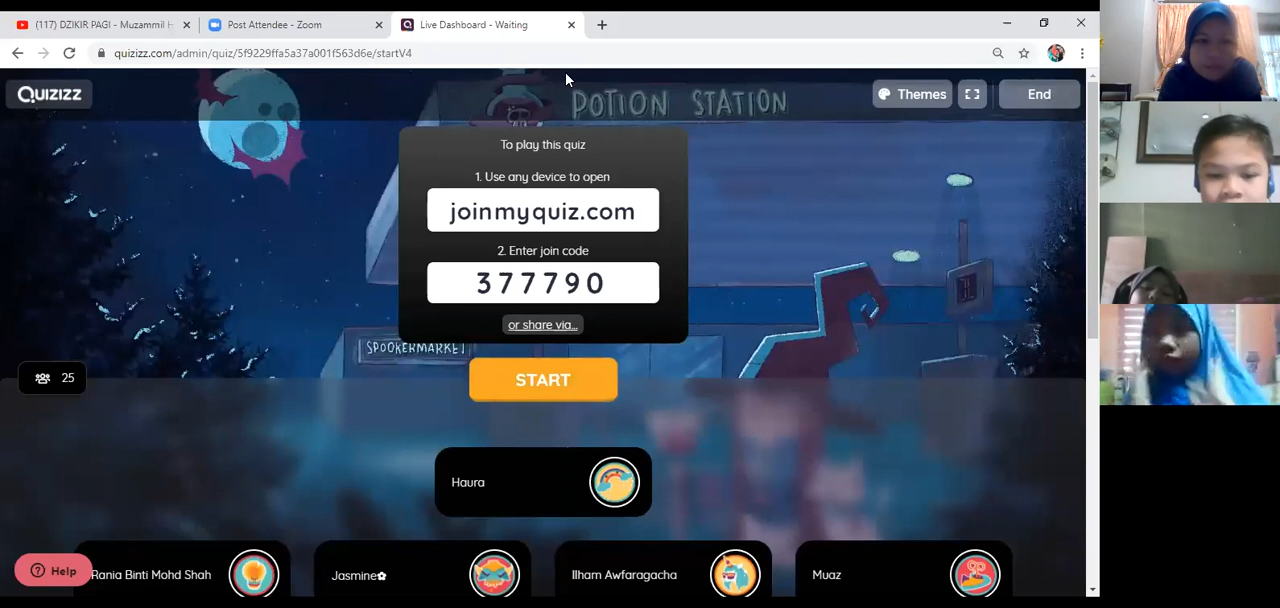 (117) DZIKIR PAGI - Muzammil H
Post Attendee - Zoom
Live Dashboard - Waiting
quizizz.com/admin/quiz/5f9229ffa5a37a001f563d6e/startV4
QUIZIZZ
POTION STATION
Themes
End
To play this quiz
1. Use any device to open
joinmyquiz.com
2. Enter join code
377790
or share via...
SPOOKERMARKET
START
25
Haura
Help
Rania Binti Mohd Shah
Jasmine✿
Ilham Awfaragacha
Muaz